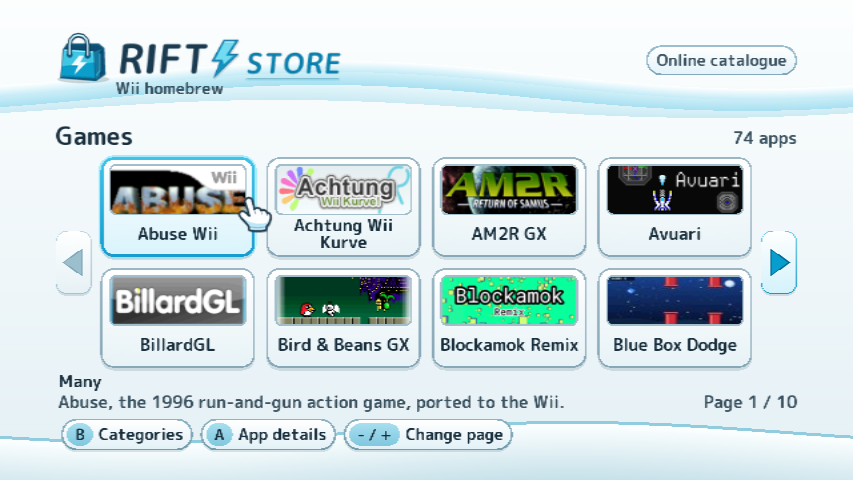 RIFT STORE
Wii homebrew
Online catalogue
Games
74 apps
ABUSE Wii
Achtung
Wii Kurve!
AM2R
RETURN OF SAMUS
Avuari
Abuse Wii
Achtung Wii
Kurve
AM2R GX
Avuari
BillardGL
Blockamok
Remix
BillardGL
Bird & Beans GX
Blockamok Remix
Blue Box Dodge
Many
Abuse, the 1996 run-and-gun action game, ported to the Wii.
Page 1 / 10
B Categories
A App details
- / + Change page